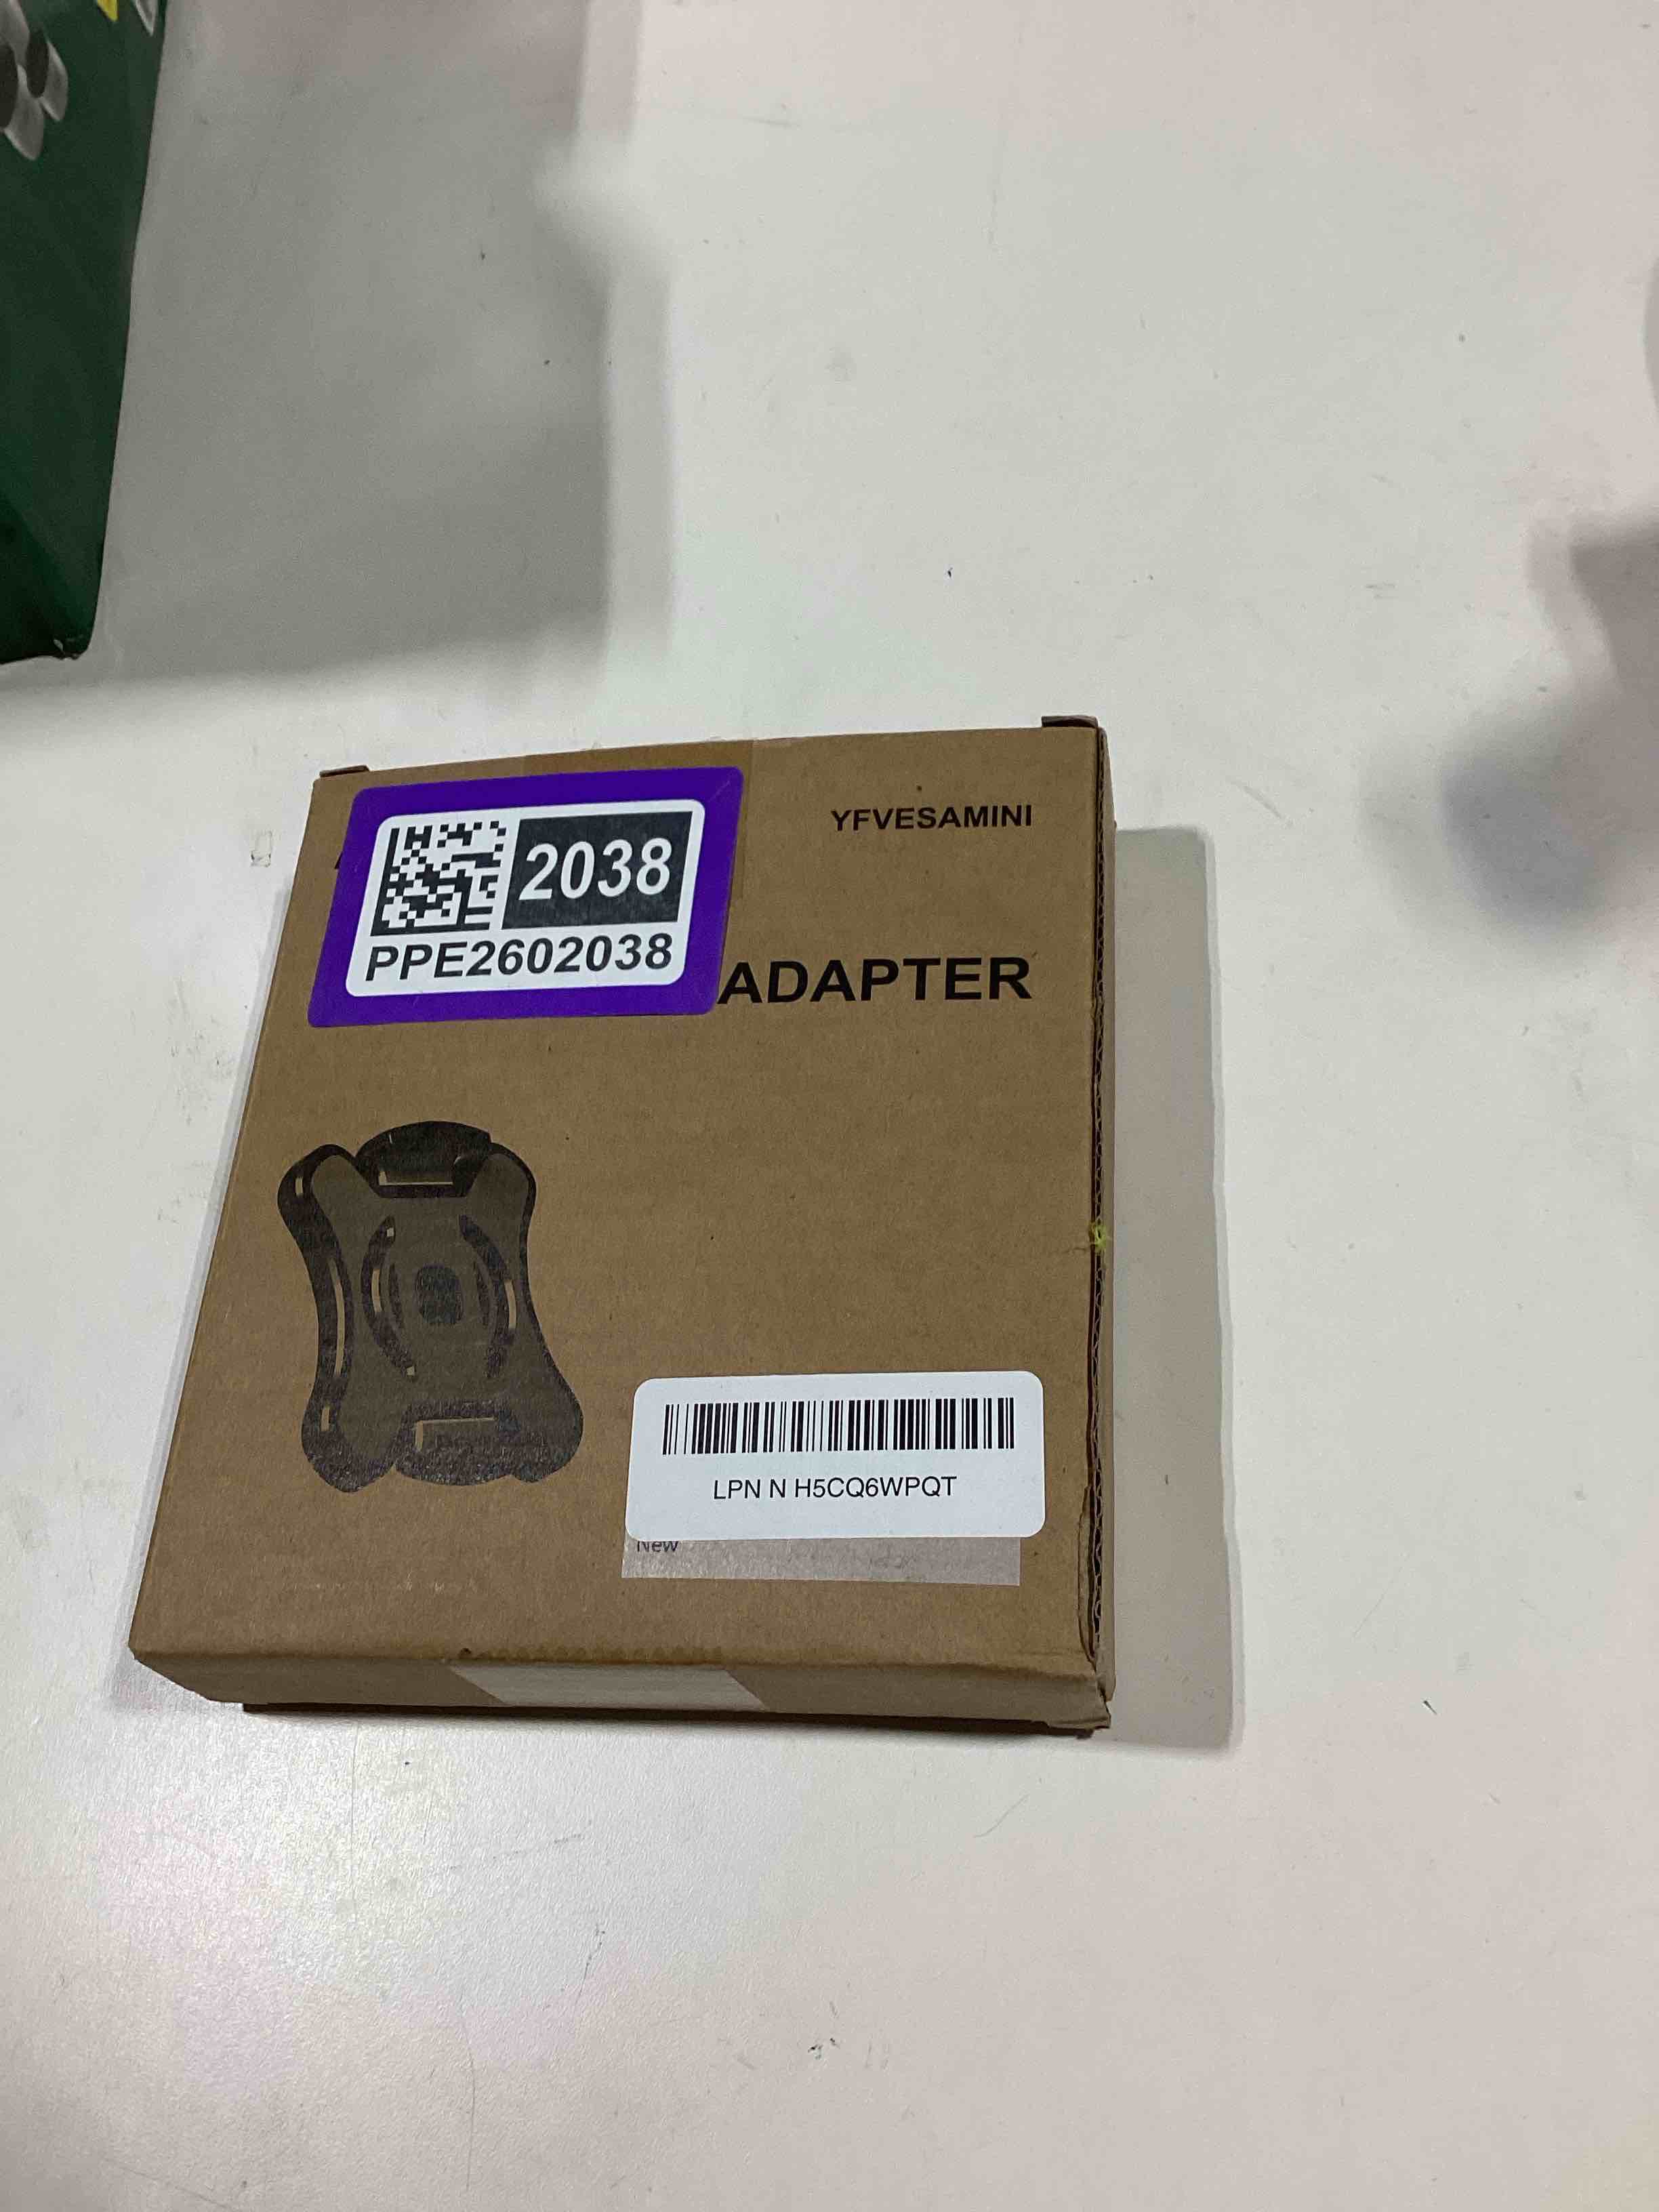 YFVESAMINI
2038
PPE2602038
ADAPTER
LPN N H5CQ6WPQT
New